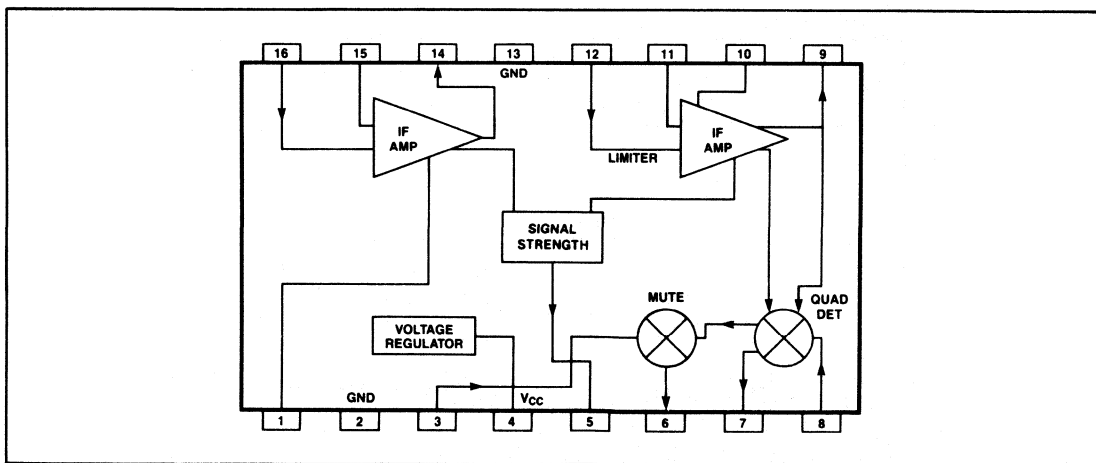 16 15 14 13 12 11 10 9
GND
IF
AMP
IF
AMP
LIMITER
SIGNAL
STRENGTH
MUTE
QUAD
DET
VOLTAGE
REGULATOR
GND
VCC
1 2 3 4 5 6 7 8